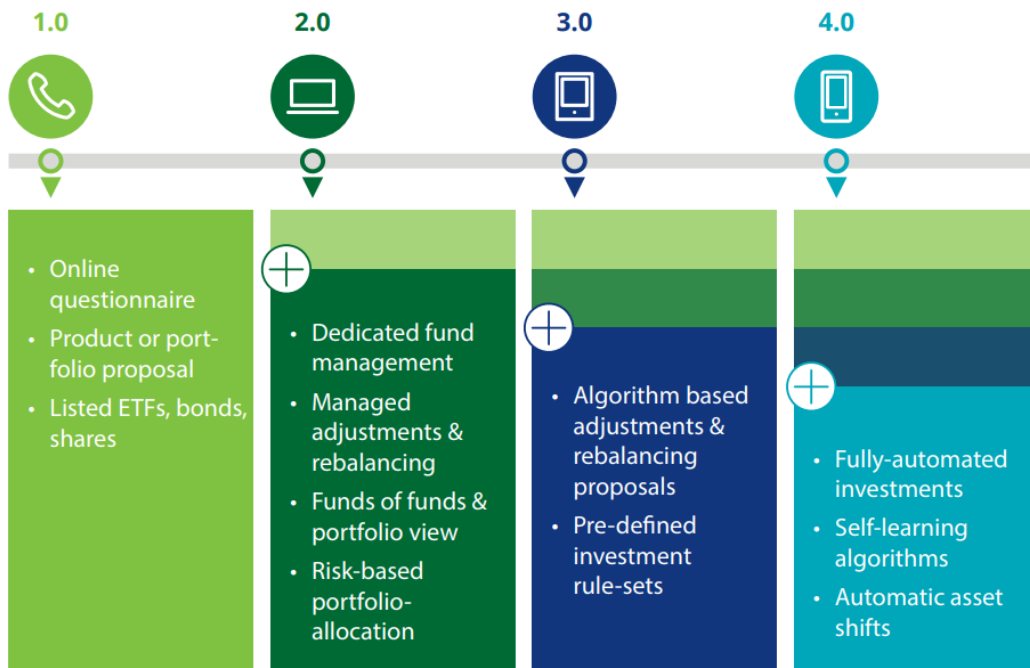 1.0
2.0
3.0
4.0
• Online
questionnaire
• Product or port-
folio proposal
• Listed ETFs, bonds,
shares
• Dedicated fund
management
• Managed
adjustments &
rebalancing
• Funds of funds &
portfolio view
• Risk-based
portfolio-
allocation
• Algorithm based
adjustments &
rebalancing
proposals
• Pre-defined
investment
rule-sets
• Fully-automated
investments
• Self-learning
algorithms
• Automatic asset
shifts